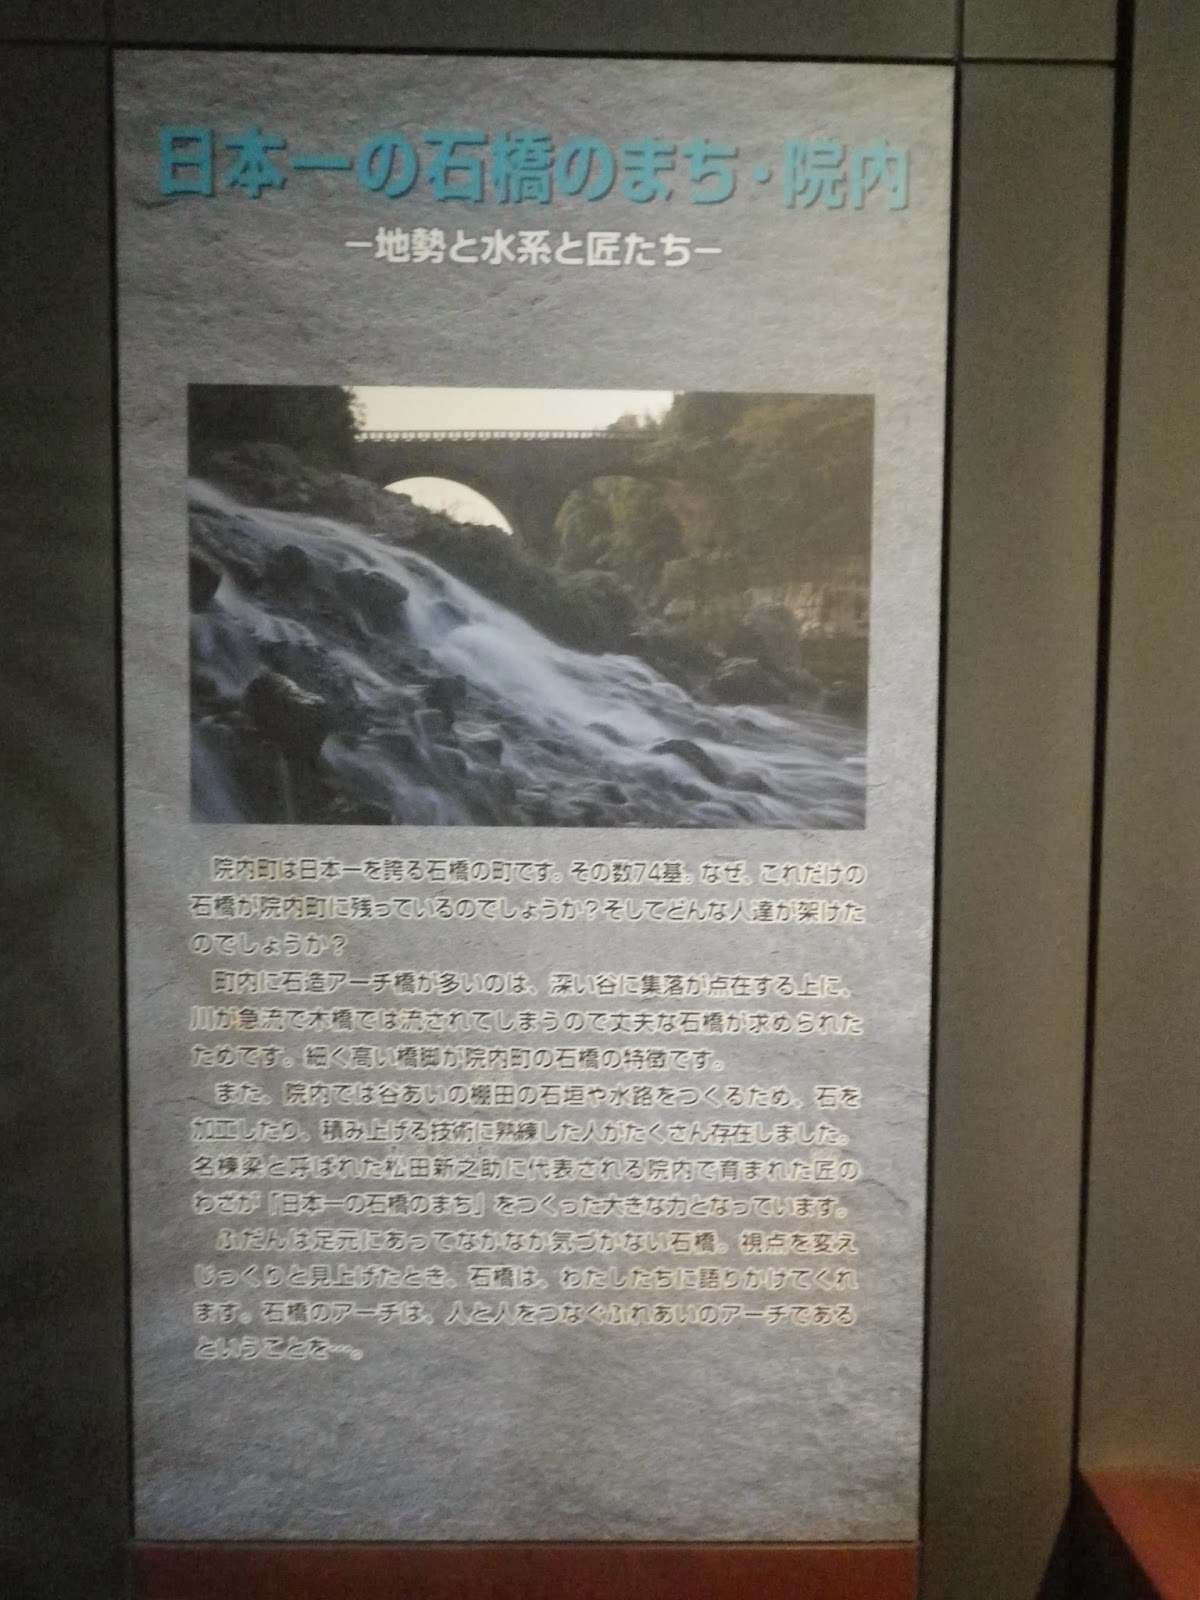 日本一の石橋のまち・院内
－地勢と水系と匠たち－
院内町は日本一を誇る石橋の町です。その数74基。なぜ、これだけの
石橋が院内町に残っているのでしょうか？そしてどんな人達が架けた
のでしょうか？
町内に石造アーチ橋が多いのは、深い谷に集落が点在する上に、
川が急流で木橋では流されてしまうので丈夫な石橋が求められた
ためです。細く高い橋脚が院内町の石橋の特徴です。
また、院内では谷あいの棚田の石垣や水路をつくるため、石を
加工したり、積み上げる技術に熟練した人がたくさん存在しました。
名棟梁と呼ばれた松田新之助に代表される院内で育まれた匠の
わざが「日本一の石橋のまち」をつくった大きな力となっています。
ふだんは足元にあってなかなか気づかない石橋。視点を変え
じっくりと見上げたとき、石橋は、わたしたちに語りかけてくれ
ます。石橋のアーチは、人と人をつなぐふれあいのアーチである
ということを…。